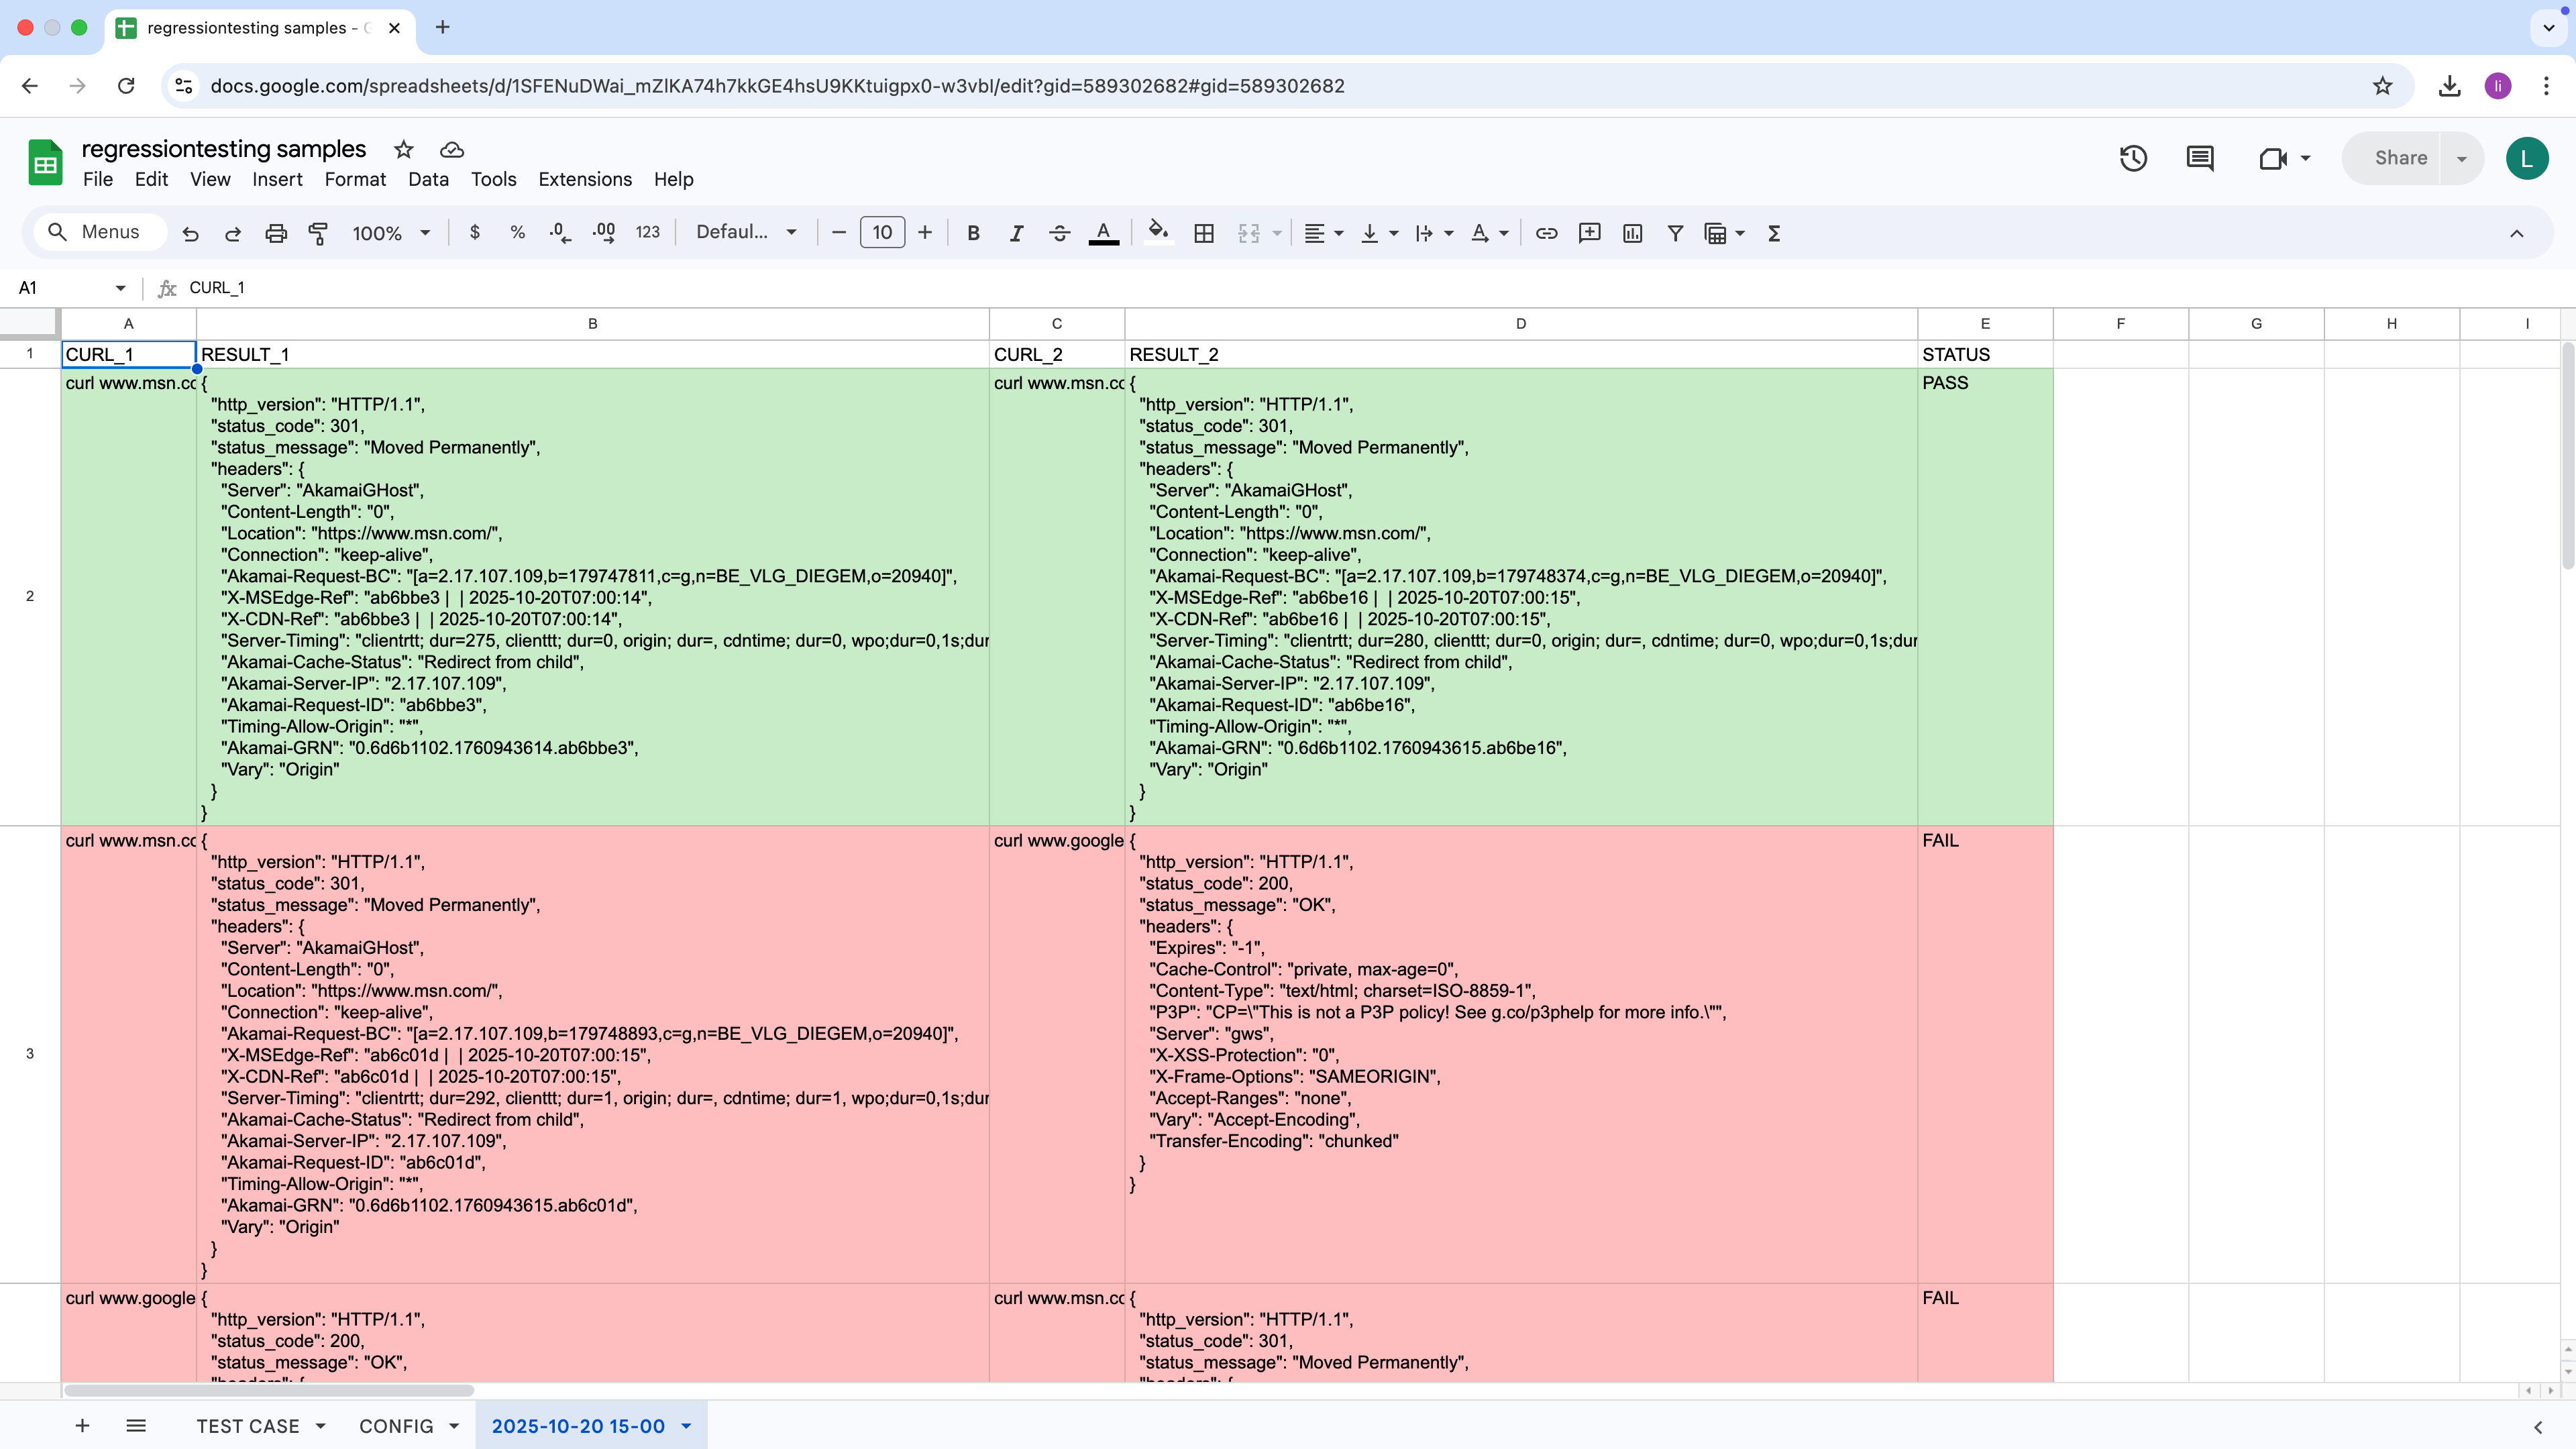 regressiontesting samples - G
docs.google.com/spreadsheets/d/1SFENuDWai_mZlKA74h7kkGE4hsU9KKtuigpx0-w3vbI/edit?gid=589302682#gid=589302682
li
regressiontesting samples
File Edit View Insert Format Data Tools Extensions Help
Share
L
Menus 100% $ % .0 .00 123 Defaul... 10 B I S A
A1 fx CURL_1
A B C D E F G H I
1 CURL_1 RESULT_1 CURL_2 RESULT_2 STATUS
2
curl www.msn.cc
{
"http_version": "HTTP/1.1",
"status_code": 301,
"status_message": "Moved Permanently",
"headers": {
"Server": "AkamaiGHost",
"Content-Length": "0",
"Location": "https://www.msn.com/",
"Connection": "keep-alive",
"Akamai-Request-BC": "[a=2.17.107.109,b=179747811,c=g,n=BE_VLG_DIEGEM,o=20940]",
"X-MSEdge-Ref": "ab6bbe3 | | 2025-10-20T07:00:14",
"X-CDN-Ref": "ab6bbe3 | | 2025-10-20T07:00:14",
"Server-Timing": "clientrtt; dur=275, clienttt; dur=0, origin; dur=, cdntime; dur=0, wpo;dur=0,1s;dur
"Akamai-Cache-Status": "Redirect from child",
"Akamai-Server-IP": "2.17.107.109",
"Akamai-Request-ID": "ab6bbe3",
"Timing-Allow-Origin": "*",
"Akamai-GRN": "0.6d6b1102.1760943614.ab6bbe3",
"Vary": "Origin"
}
}
curl www.msn.cc
{
"http_version": "HTTP/1.1",
"status_code": 301,
"status_message": "Moved Permanently",
"headers": {
"Server": "AkamaiGHost",
"Content-Length": "0",
"Location": "https://www.msn.com/",
"Connection": "keep-alive",
"Akamai-Request-BC": "[a=2.17.107.109,b=179748374,c=g,n=BE_VLG_DIEGEM,o=20940]",
"X-MSEdge-Ref": "ab6be16 | | 2025-10-20T07:00:15",
"X-CDN-Ref": "ab6be16 | | 2025-10-20T07:00:15",
"Server-Timing": "clientrtt; dur=280, clienttt; dur=0, origin; dur=, cdntime; dur=0, wpo;dur=0,1s;dur
"Akamai-Cache-Status": "Redirect from child",
"Akamai-Server-IP": "2.17.107.109",
"Akamai-Request-ID": "ab6be16",
"Timing-Allow-Origin": "*",
"Akamai-GRN": "0.6d6b1102.1760943615.ab6be16",
"Vary": "Origin"
}
}
PASS
3
curl www.msn.cc
{
"http_version": "HTTP/1.1",
"status_code": 301,
"status_message": "Moved Permanently",
"headers": {
"Server": "AkamaiGHost",
"Content-Length": "0",
"Location": "https://www.msn.com/",
"Connection": "keep-alive",
"Akamai-Request-BC": "[a=2.17.107.109,b=179748893,c=g,n=BE_VLG_DIEGEM,o=20940]",
"X-MSEdge-Ref": "ab6c01d | | 2025-10-20T07:00:15",
"X-CDN-Ref": "ab6c01d | | 2025-10-20T07:00:15",
"Server-Timing": "clientrtt; dur=292, clienttt; dur=1, origin; dur=, cdntime; dur=1, wpo;dur=0,1s;dur
"Akamai-Cache-Status": "Redirect from child",
"Akamai-Server-IP": "2.17.107.109",
"Akamai-Request-ID": "ab6c01d",
"Timing-Allow-Origin": "*",
"Akamai-GRN": "0.6d6b1102.1760943615.ab6c01d",
"Vary": "Origin"
}
}
curl www.google
{
"http_version": "HTTP/1.1",
"status_code": 200,
"status_message": "OK",
"headers": {
"Expires": "-1",
"Cache-Control": "private, max-age=0",
"Content-Type": "text/html; charset=ISO-8859-1",
"P3P": "CP=\"This is not a P3P policy! See g.co/p3phelp for more info.\"",
"Server": "gws",
"X-XSS-Protection": "0",
"X-Frame-Options": "SAMEORIGIN",
"Accept-Ranges": "none",
"Vary": "Accept-Encoding",
"Transfer-Encoding": "chunked"
}
}
FAIL
curl www.google
{
"http_version": "HTTP/1.1",
"status_code": 200,
"status_message": "OK",
"headers": {
curl www.msn.cc
{
"http_version": "HTTP/1.1",
"status_code": 301,
"status_message": "Moved Permanently",
"headers": {
FAIL
TEST CASE CONFIG 2025-10-20 15-00